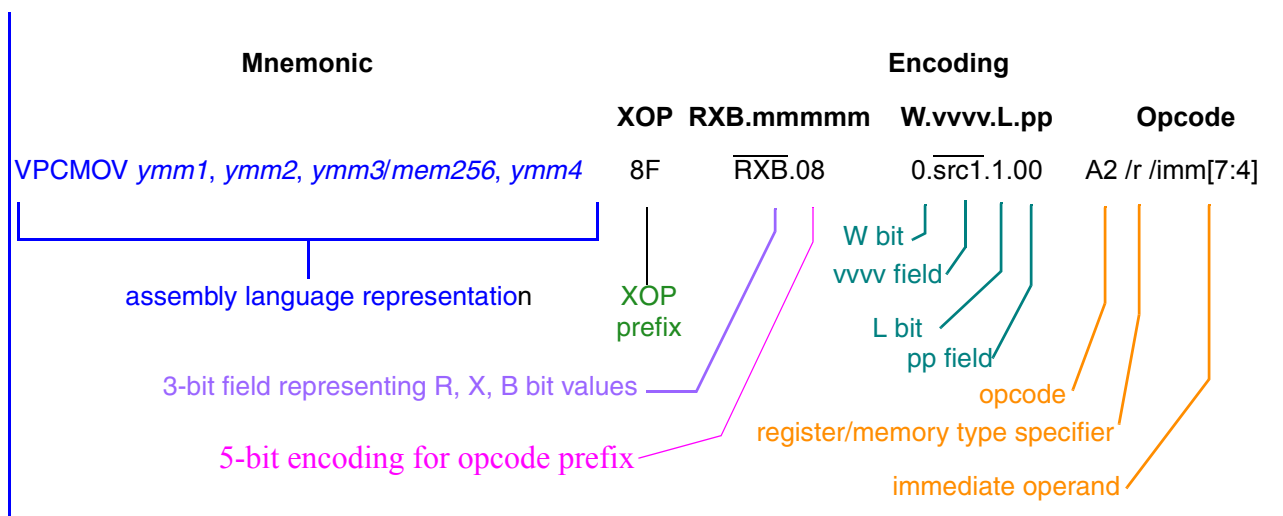 Mnemonic Encoding
XOP RXB.mmmmm W.vvvv.L.pp Opcode
VPCMOV ymm1, ymm2, ymm3/mem256, ymm4 8F R̅X̅B̅.08 0.s̅r̅c̅1̅.1.00 A2 /r /imm[7:4]
W bit
vvvv field
assembly language representation
XOP
prefix
L bit
pp field
3-bit field representing R, X, B bit values
opcode
register/memory type specifier
5-bit encoding for opcode prefix
immediate operand